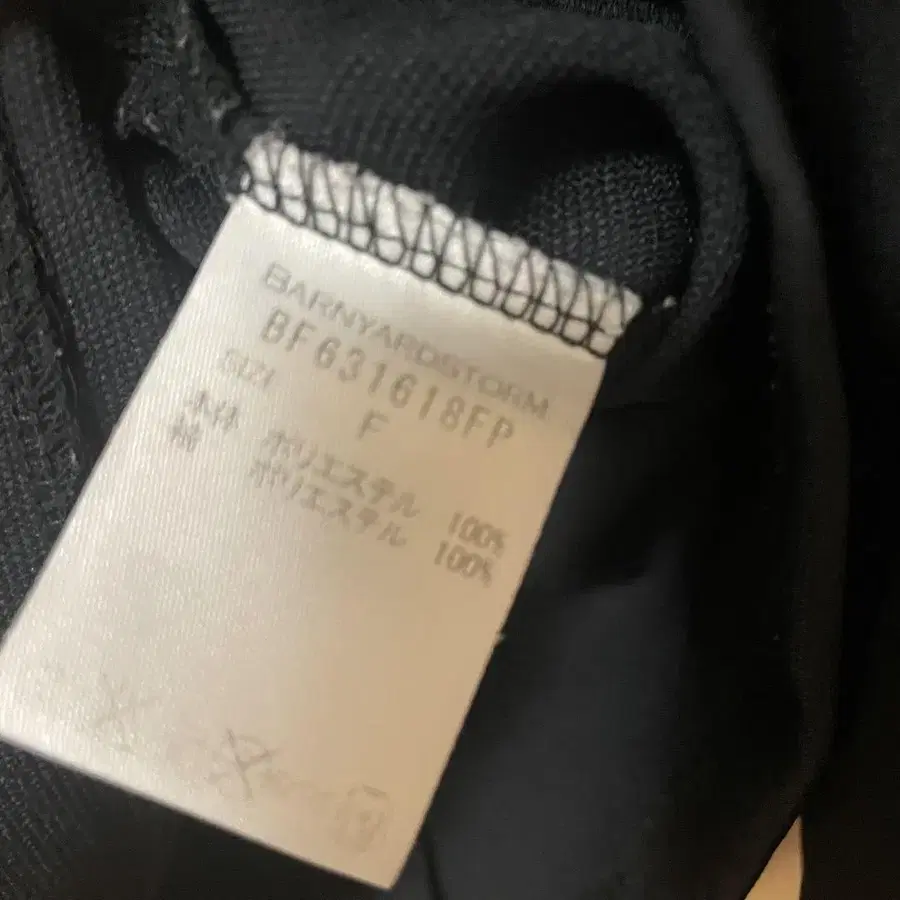 BARNYARDSTORM
BF631618FP
SIZE F
本体 ポリエステル 100%
袖 ポリエステル 100%